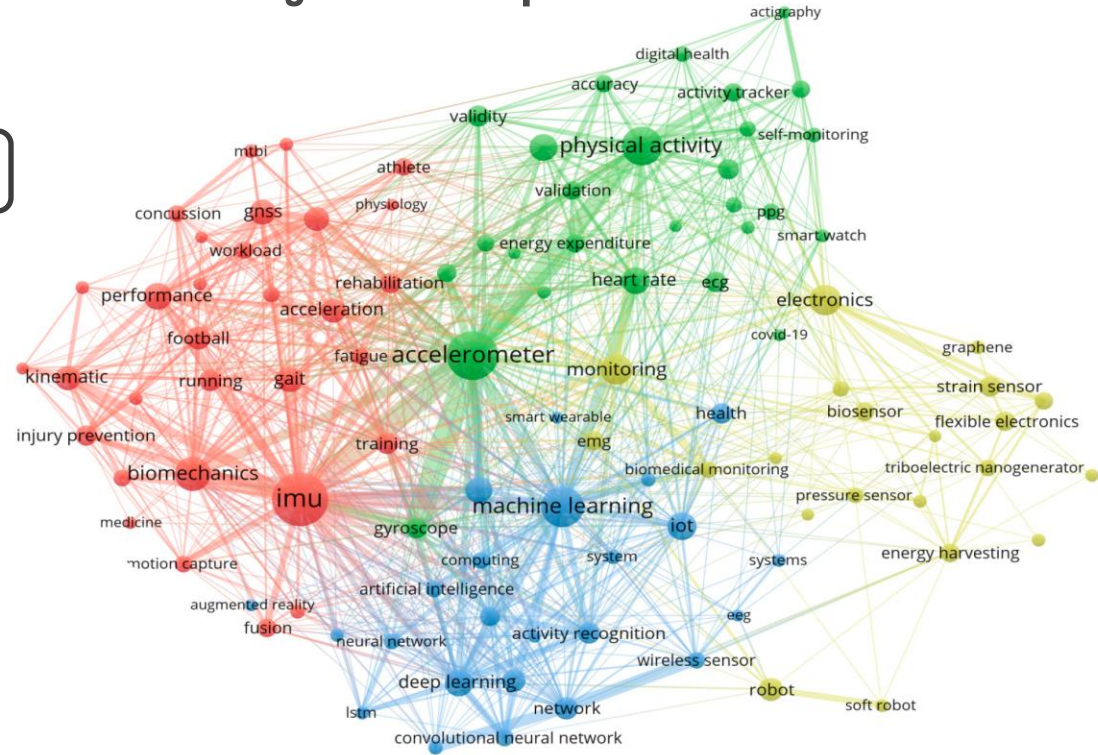 actigraphy
digital health
accuracy
activity tracker
validity
self-monitoring
physical activity
mtbi
athlete
validation
physiology
concussion
gnss
ppg
smart watch
workload
energy expenditure
rehabilitation
heart rate
ecg
performance
acceleration
electronics
football
covid-19
fatigue
accelerometer
graphene
monitoring
kinematic
running
gait
strain sensor
smart wearable
health
biosensor
flexible electronics
injury prevention
training
emg
biomechanics
biomedical monitoring
triboelectric nanogenerator
imu
machine learning
pressure sensor
medicine
gyroscope
iot
motion capture
computing
system
systems
energy harvesting
artificial intelligence
augmented reality
eeg
fusion
neural network
activity recognition
wireless sensor
deep learning
robot
lstm
network
soft robot
convolutional neural network